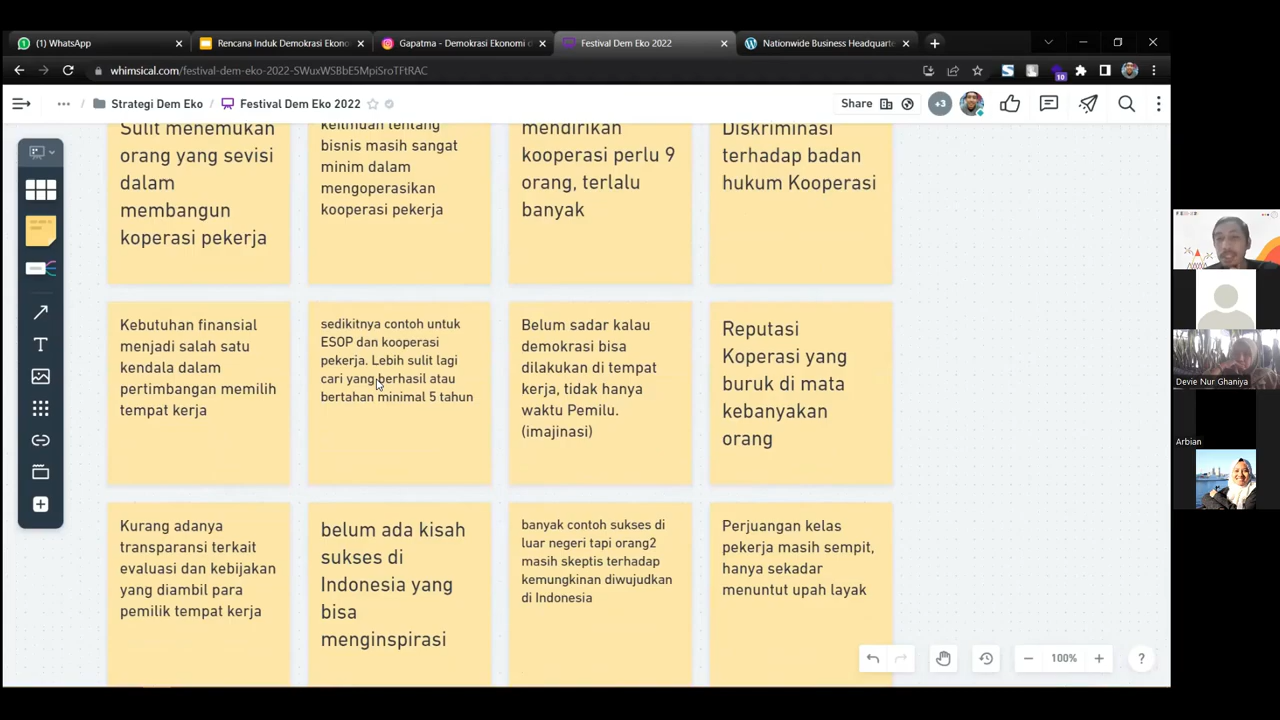 (1) WhatsApp
Rencana Induk Demokrasi Ekono
Gapatma - Demokrasi Ekonomi o
Festival Dem Eko 2022
Nationwide Business Headquarte
whimsical.com/festival-dem-eko-2022-SWuxWSBbE5MpiSroTFtRAC
10
Strategi Dem Eko / Festival Dem Eko 2022
Share
+3
Sulit menemukan
orang yang sevisi
dalam
membangun
koperasi pekerja
keilmuan tentang
bisnis masih sangat
minim dalam
mengoperasikan
kooperasi pekerja
mendirikan
kooperasi perlu 9
orang, terlalu
banyak
Diskriminasi
terhadap badan
hukum Kooperasi
Kebutuhan finansial
menjadi salah satu
kendala dalam
pertimbangan memilih
tempat kerja
sedikitnya contoh untuk
ESOP dan kooperasi
pekerja. Lebih sulit lagi
cari yang berhasil atau
bertahan minimal 5 tahun
Belum sadar kalau
demokrasi bisa
dilakukan di tempat
kerja, tidak hanya
waktu Pemilu.
(imajinasi)
Reputasi
Koperasi yang
buruk di mata
kebanyakan
orang
Kurang adanya
transparansi terkait
evaluasi dan kebijakan
yang diambil para
pemilik tempat kerja
belum ada kisah
sukses di
Indonesia yang
bisa
menginspirasi
banyak contoh sukses di
luar negeri tapi orang2
masih skeptis terhadap
kemungkinan diwujudkan
di Indonesia
Perjuangan kelas
pekerja masih sempit,
hanya sekadar
menuntut upah layak
100%
?
Devie Nur Ghaniya
Arbian